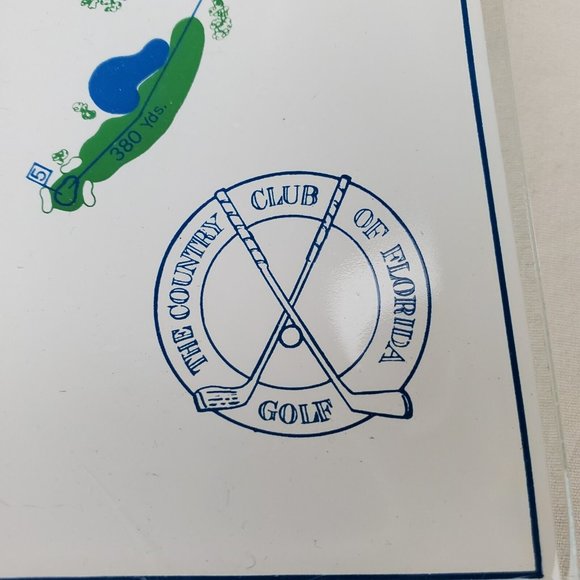 380 Yds.
5
THE COUNTRY CLUB OF FLORIDA
GOLF